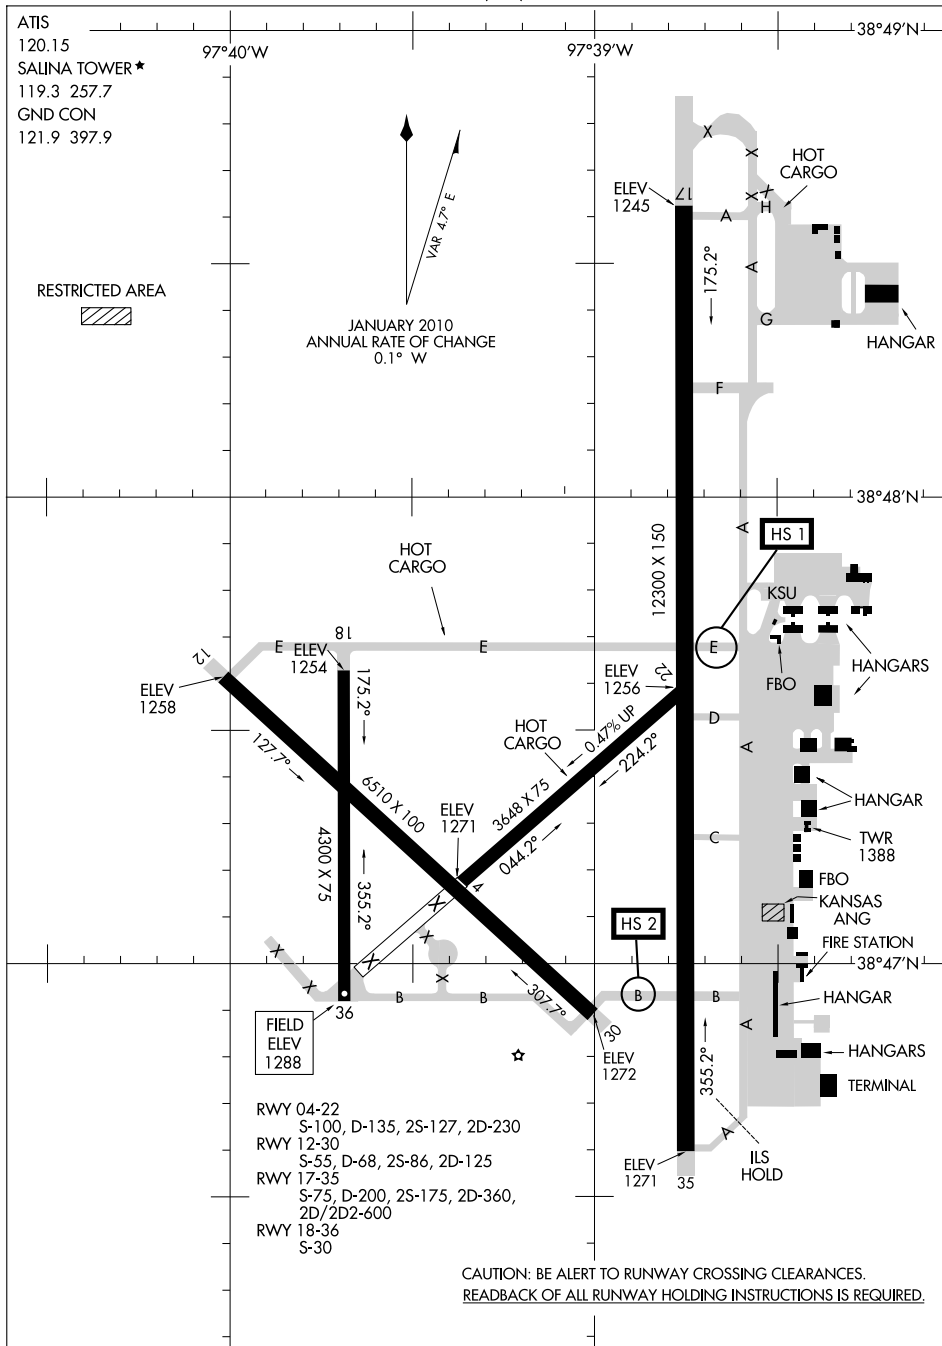 ATIS
120.15
SALINA TOWER
119.3 257.7
GND CON
121.9 397.9
97°40'W
97°39'W
38°49'N
VAR 4.7° E
JANUARY 2010
ANNUAL RATE OF CHANGE
0.1° W
RESTRICTED AREA
ELEV
1245
17
X
X
X
X
HOT
CARGO
H
A
A
175.2°
G
HANGAR
F
38°48'N
A
HS 1
12300 X 150
KSU
HOT
CARGO
E
E
E
18
12
ELEV
1254
ELEV
1258
175.2°
ELEV
1256
22
FBO
HANGARS
D
A
HOT
CARGO
0.47% UP
224.2°
127.7°
6510 X 100
3648 X 75
044.2°
ELEV
1271
4
HANGAR
4300 X 75
355.2°
C
TWR
1388
FBO
KANSAS
ANG
HS 2
FIRE STATION
X
X
X
X
X
X
38°47'N
B
B
B
B
307.7°
30
36
HANGAR
A
FIELD
ELEV
1288
ELEV
1272
355.2°
HANGARS
TERMINAL
A
ILS
HOLD
ELEV
1271
35
RWY 04-22
S-100, D-135, 2S-127, 2D-230
RWY 12-30
S-55, D-68, 2S-86, 2D-125
RWY 17-35
S-75, D-200, 2S-175, 2D-360,
2D/2D2-600
RWY 18-36
S-30
CAUTION: BE ALERT TO RUNWAY CROSSING CLEARANCES.
READBACK OF ALL RUNWAY HOLDING INSTRUCTIONS IS REQUIRED.